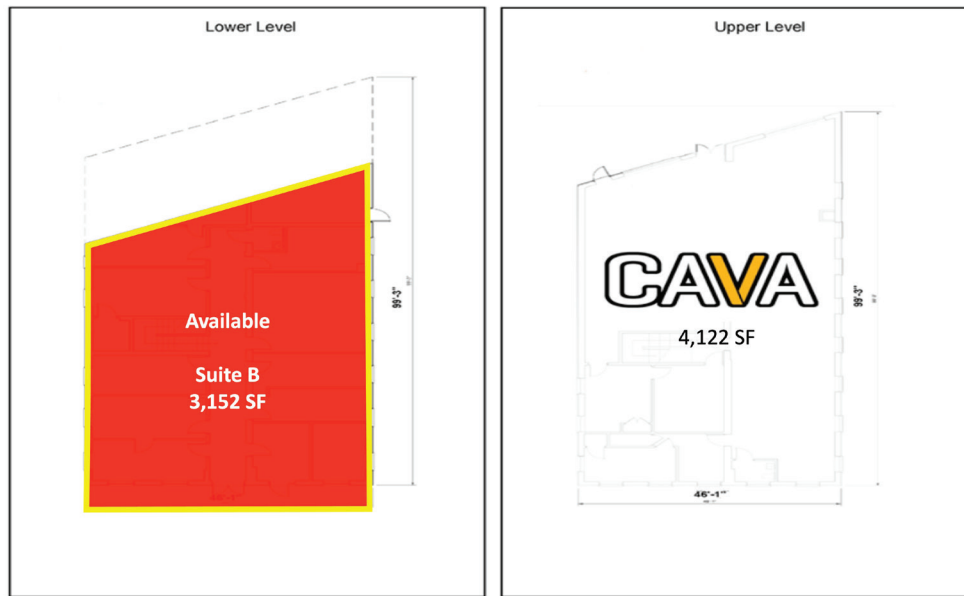 Lower Level
99'-3"
Available
Suite B
3,152 SF
Upper Level
CAVA
4,122 SF
99'-3"
46'-1"